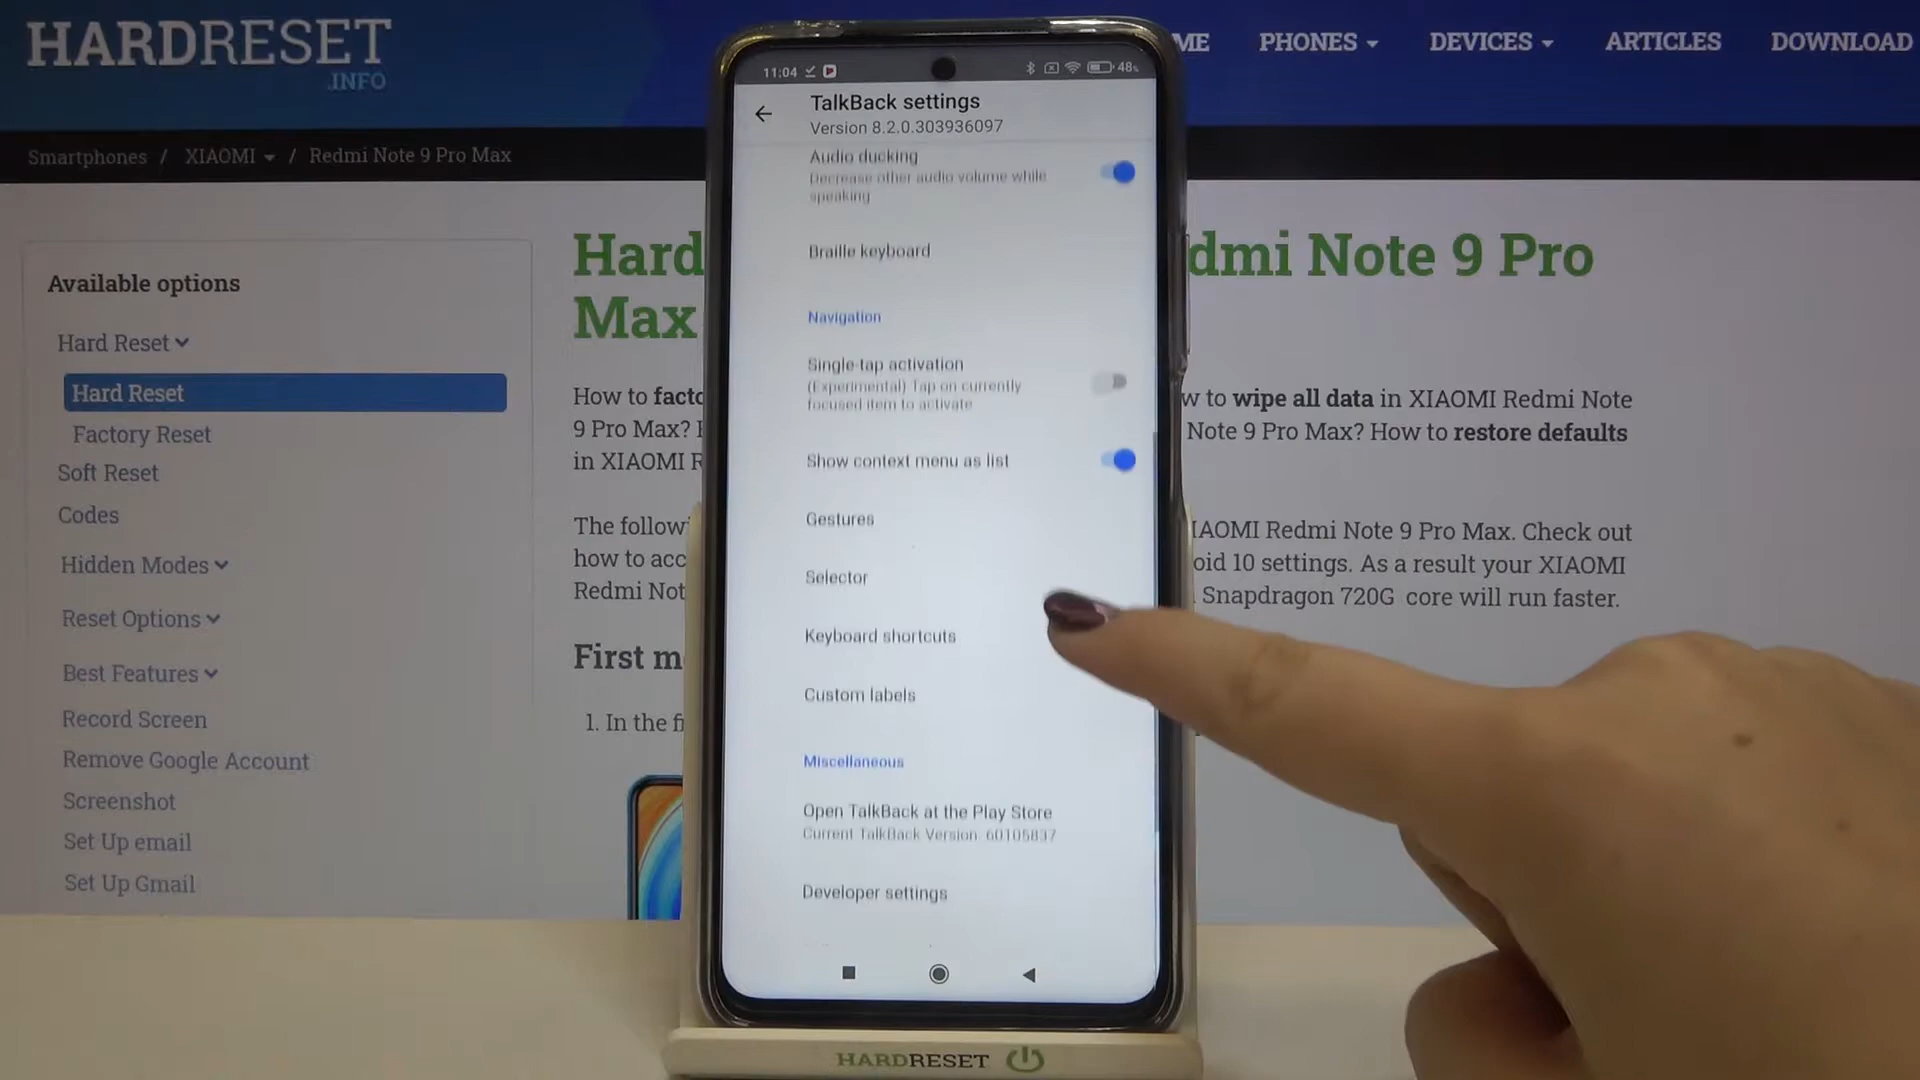 HARDRESET
.INFO
ME
PHONES
DEVICES
ARTICLES
DOWNLOAD
Smartphones / XIAOMI / Redmi Note 9 Pro Max
Available options
Hard Reset
Hard Reset
Factory Reset
Soft Reset
Codes
Hidden Modes
Reset Options
Best Features
Record Screen
Remove Google Account
Screenshot
Set Up email
Set Up Gmail
Hard
dmi Note 9 Pro
Max
How to facto
w to wipe all data in XIAOMI Redmi Note
9 Pro Max?
Note 9 Pro Max? How to restore defaults
in XIAOMI R
The follow
IAOMI Redmi Note 9 Pro Max. Check out
how to acc
oid 10 settings. As a result your XIAOMI
Redmi Not
Snapdragon 720G core will run faster.
First m
1. In the fi
11:04
48%
TalkBack settings
Version 8.2.0.303936097
Audio ducking
Decrease other audio volume while
speaking
Braille keyboard
Navigation
Single-tap activation
(Experimental) Tap on currently
focused item to activate
Show context menu as list
Gestures
Selector
Keyboard shortcuts
Custom labels
Miscellaneous
Open TalkBack at the Play Store
Current TalkBack Version: 60105837
Developer settings
HARDRESET